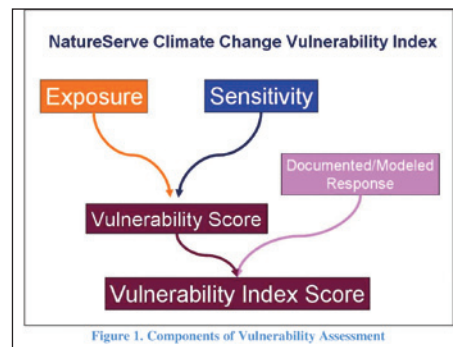 NatureServe Climate Change Vulnerability Index
Exposure
Sensitivity
Documented/Modeled
Response
Vulnerability Score
Vulnerability Index Score
Figure 1. Components of Vulnerability Assessment